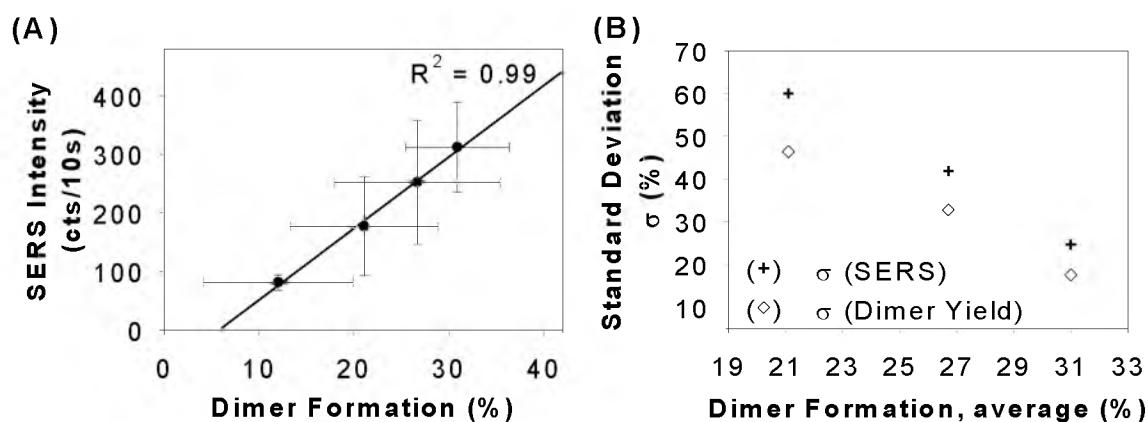 (A)
R² = 0.99
SERS Intensity
(cts/10s)
400
300
200
100
0
0 10 20 30 40
Dimer Formation (%)
(B)
Standard Deviation
σ (%)
70
60
50
40
30
20
10
(+) σ (SERS)
(◇) σ (Dimer Yield)
19 21 23 25 27 29 31 33
Dimer Formation, average (%)